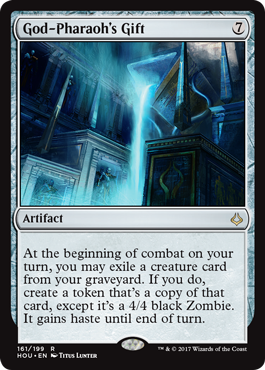 God-Pharaoh's Gift 7
Artifact
At the beginning of combat on
your turn, you may exile a creature card
from your graveyard. If you do,
create a token that's a copy of that
card, except it's a 4/4 black Zombie.
It gains haste until end of turn.
161/199 R
HOU • EN Titus Lunter
™ & © 2017 Wizards of the Coast